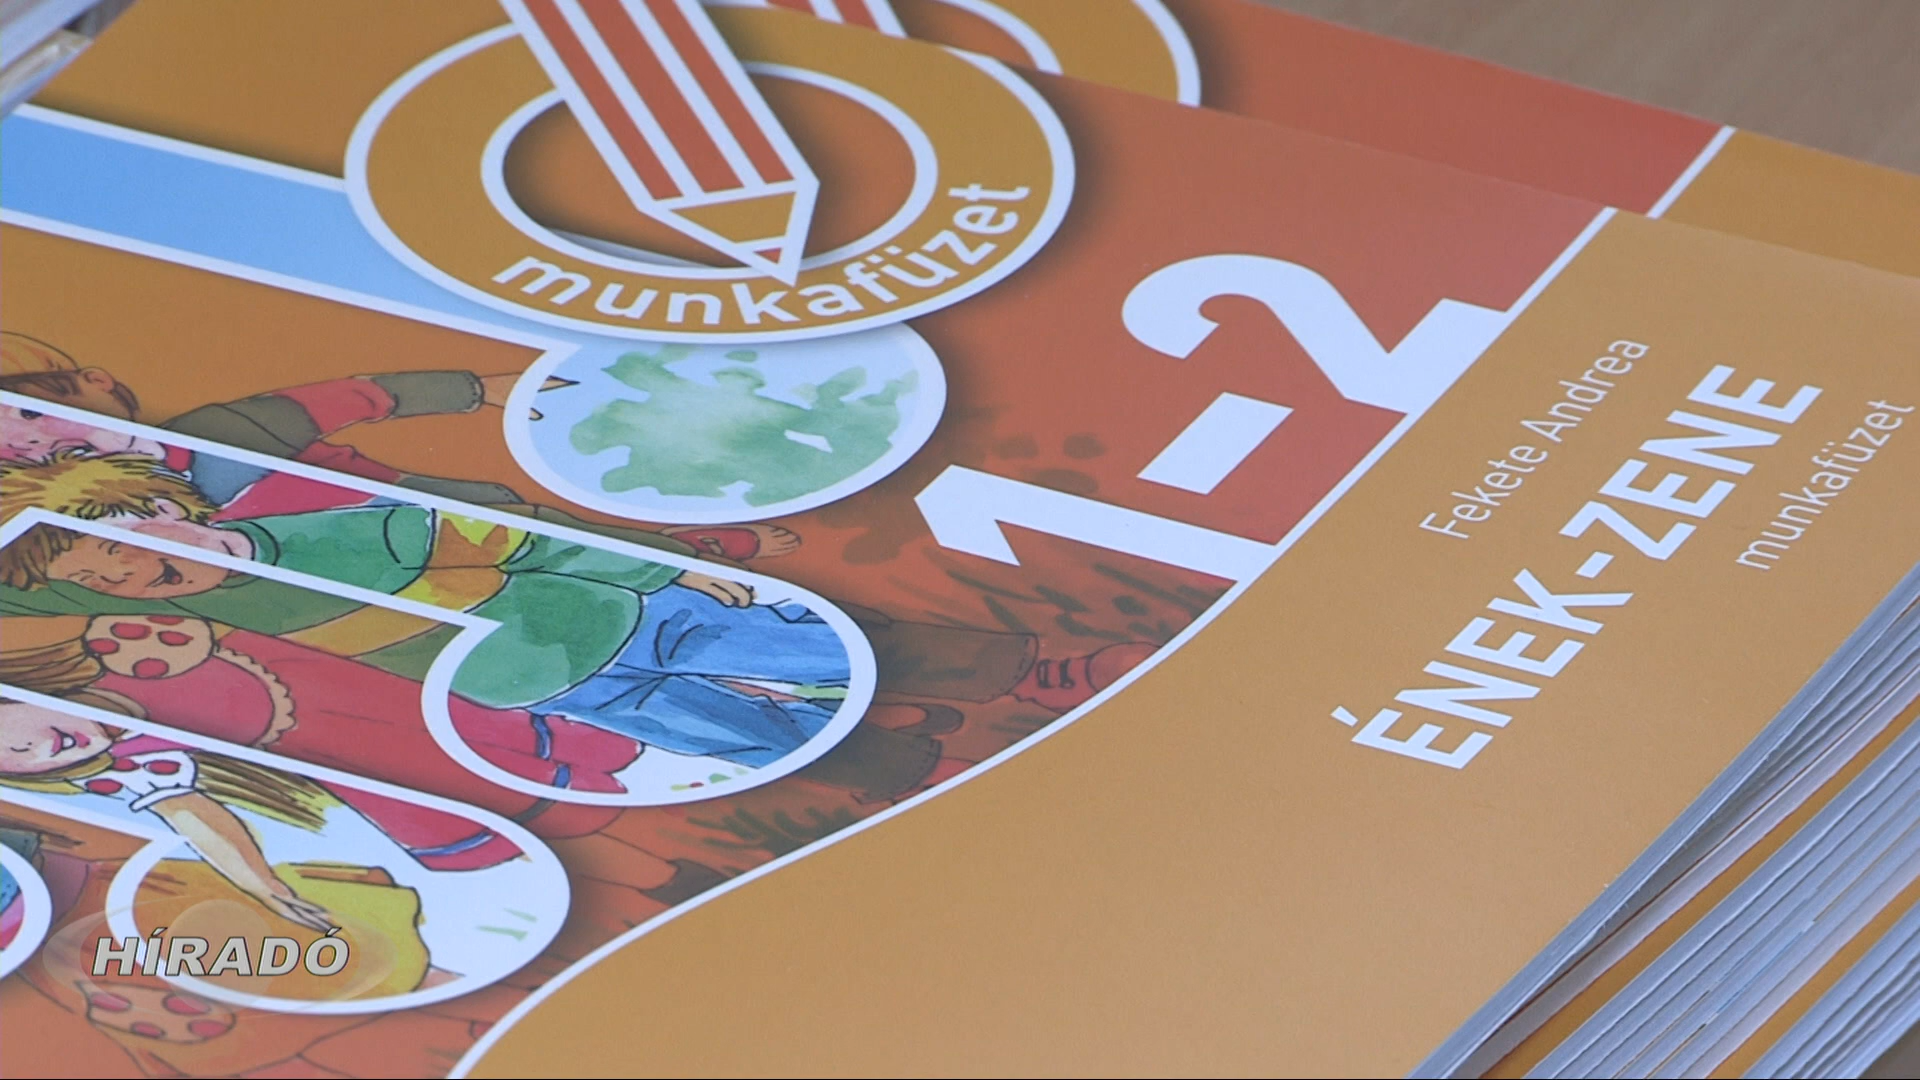 munkafüzet
1-2
Fekete Andrea
ÉNEK-ZENE
munkafüzet
HÍRADÓ